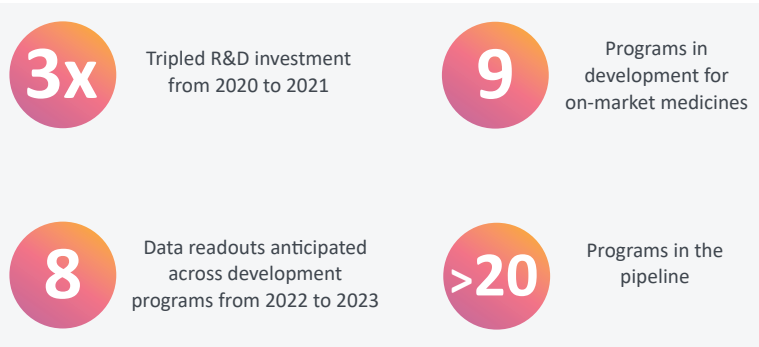 3x
Tripled R&D investment
from 2020 to 2021
9
Programs in
development for
on-market medicines
8
Data readouts anticipated
across development
programs from 2022 to 2023
>20
Programs in the
pipeline